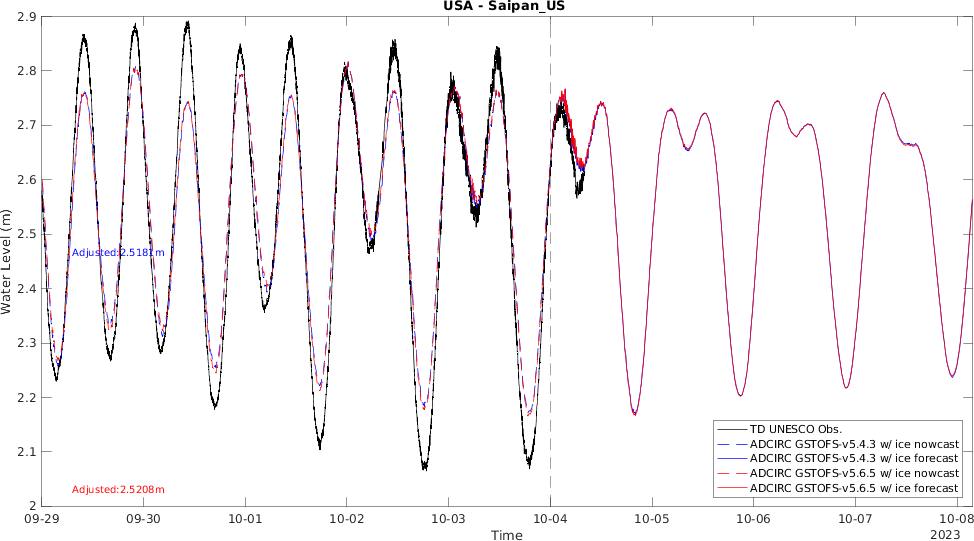 USA - Saipan_US
2.9
2.8
2.7
2.6
2.5
2.4
2.3
2.2
2.1
2
Water Level (m)
Adjusted:2.5181m
Adjusted:2.5208m
TD UNESCO Obs.
ADCIRC GSTOFS-v5.4.3 w/ ice nowcast
ADCIRC GSTOFS-v5.4.3 w/ ice forecast
ADCIRC GSTOFS-v5.6.5 w/ ice nowcast
ADCIRC GSTOFS-v5.6.5 w/ ice forecast
09-29 09-30 10-01 10-02 10-03 10-04 10-05 10-06 10-07 10-08
2023
Time